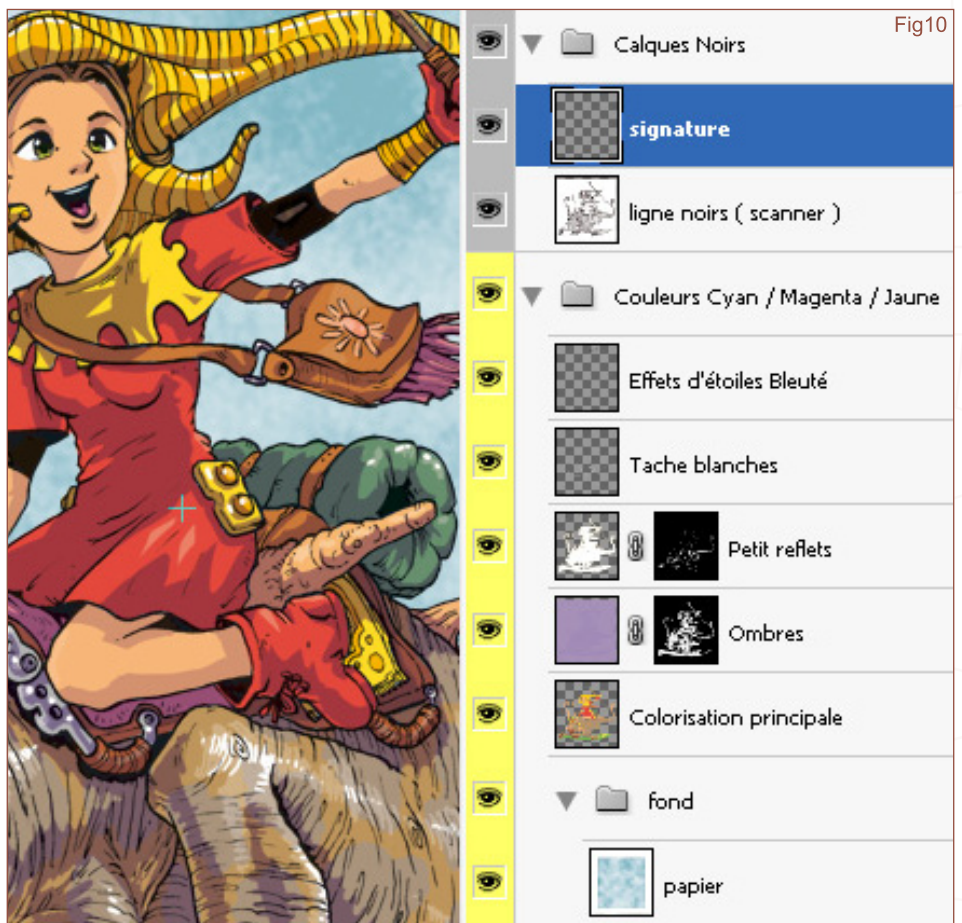 Fig10
Calques Noirs
signature
ligne noirs ( scanner )
Couleurs Cyan / Magenta / Jaune
Effets d'étoiles Bleuté
Tache blanches
Petit reflets
Ombres
Colorisation principale
fond
papier